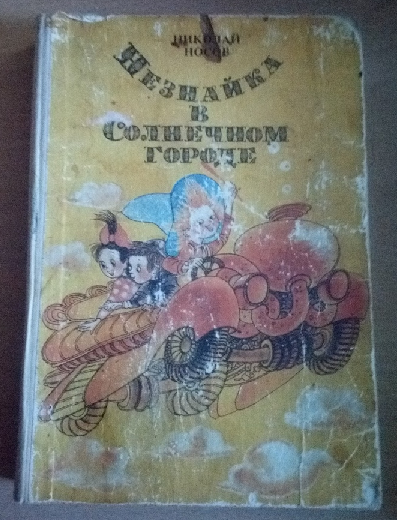 НИКОЛАЙ
НОСОВ
НЕЗНАЙКА
В
СОЛНЕЧНОМ
ГОРОДЕ